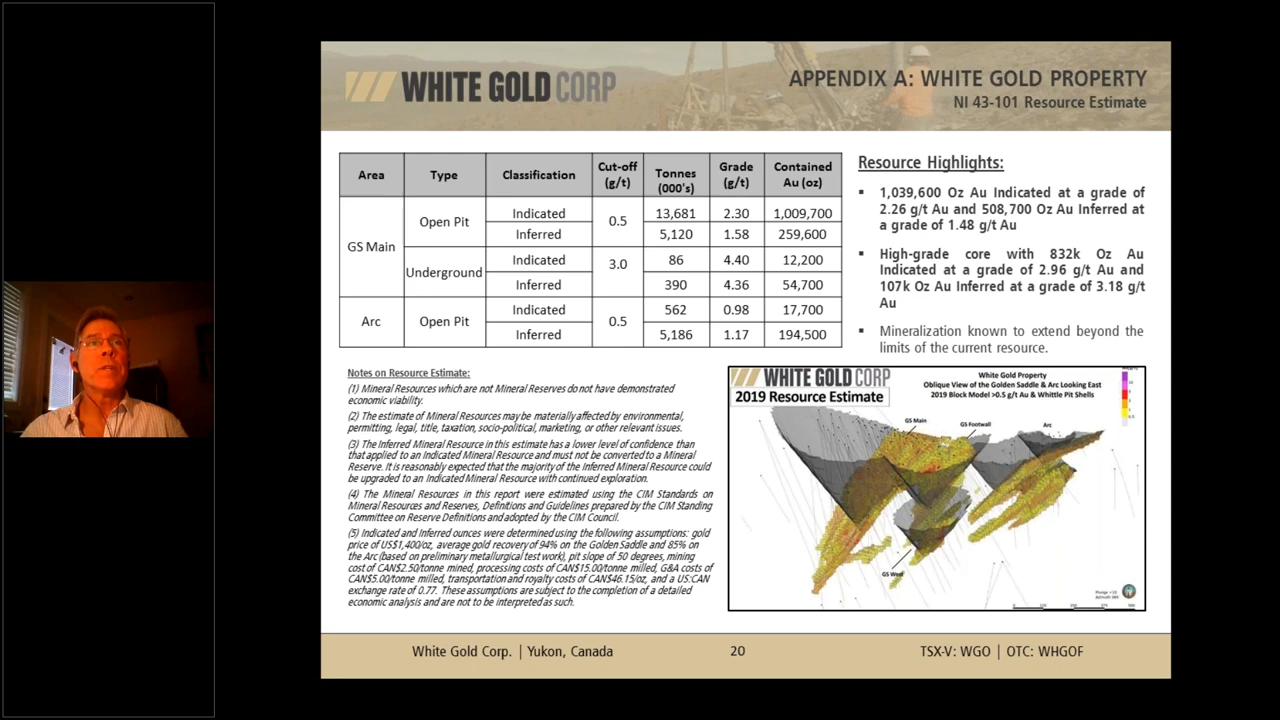 WHITE GOLD CORP
APPENDIX A: WHITE GOLD PROPERTY
NI 43-101 Resource Estimate
Area Type Classification Cut-off (g/t) Tonnes (000's) Grade (g/t) Contained Au (oz)
GS Main Open Pit Indicated 0.5 13,681 2.30 1,009,700
Inferred 5,120 1.58 259,600
Underground Indicated 3.0 86 4.40 12,200
Inferred 390 4.36 54,700
Arc Open Pit Indicated 0.5 562 0.98 17,700
Inferred 5,186 1.17 194,500
Resource Highlights:
1,039,600 Oz Au Indicated at a grade of
2.26 g/t Au and 508,700 Oz Au Inferred at
a grade of 1.48 g/t Au
High-grade core with 832k Oz Au
Indicated at a grade of 2.96 g/t Au and
107k Oz Au Inferred at a grade of 3.18 g/t
Au
Mineralization known to extend beyond the
limits of the current resource.
Notes on Resource Estimate:
(1) Mineral Resources which are not Mineral Reserves do not have demonstrated
economic viability.
(2) The estimate of Mineral Resources may be materially affected by environmental,
permitting, legal, title, taxation, socio-political, marketing, or other relevant issues.
(3) The Inferred Mineral Resource in this estimate has a lower level of confidence than
that applied to an Indicated Mineral Resource and must not be converted to a Mineral
Reserve. It is reasonably expected that the majority of the Inferred Mineral Resource could
be upgraded to an Indicated Mineral Resource with continued exploration.
(4) The Mineral Resources in this report were estimated using the CIM Standards on
Mineral Resources and Reserves, Definitions and Guidelines prepared by the CIM Standing
Committee on Reserve Definitions and adopted by the CIM Council.
(5) Indicated and Inferred ounces were determined using the following assumptions: gold
price of US$1,400/oz, average gold recovery of 94% on the Golden Saddle and 85% on
the Arc (based on preliminary metallurgical test work), pit slope of 50 degrees, mining
cost of CAN$2.50/tonne mined, processing costs of CAN$15.00/tonne milled, G&A costs of
CAN$5.00/tonne milled, transportation and royalty costs of CAN$46.15/oz, and a US:CAN
exchange rate of 0.77. These assumptions are subject to the completion of a detailed
economic analysis and are not to be interpreted as such.
WHITE GOLD CORP
2019 Resource Estimate
White Gold Property
Oblique View of the Golden Saddle & Arc Looking East
2019 Block Model >0.5 g/t Au & Whittle Pit Shells
GS Main
GS Footwall
Arc
GS West
White Gold Corp. | Yukon, Canada
20
TSX-V: WGO | OTC: WHGOF